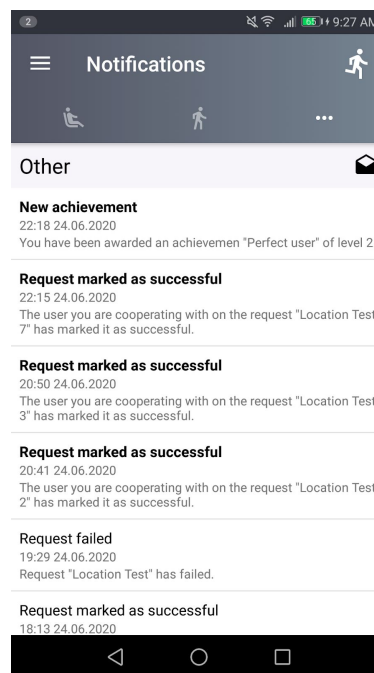 2
65
9:27 AM
Notifications
Other
New achievement
22:18 24.06.2020
You have been awarded an achievemen "Perfect user" of level 2
Request marked as successful
22:15 24.06.2020
The user you are cooperating with on the request "Location Test
7" has marked it as successful.
Request marked as successful
20:50 24.06.2020
The user you are cooperating with on the request "Location Test
3" has marked it as successful.
Request marked as successful
20:41 24.06.2020
The user you are cooperating with on the request "Location Test
2" has marked it as successful.
Request failed
19:29 24.06.2020
Request "Location Test" has failed.
Request marked as successful
18:13 24.06.2020